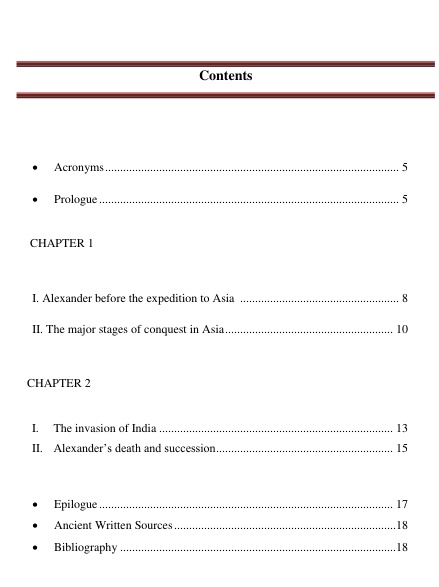 Contents
• Acronyms.................................................................................................. 5
• Prologue.................................................................................................... 5
CHAPTER 1
I. Alexander before the expedition to Asia ..................................................... 8
II. The major stages of conquest in Asia........................................................ 10
CHAPTER 2
I. The invasion of India .............................................................................. 13
II. Alexander’s death and succession........................................................... 15
• Epilogue.................................................................................................. 17
• Ancient Written Sources..........................................................................18
• Bibliography ............................................................................................18